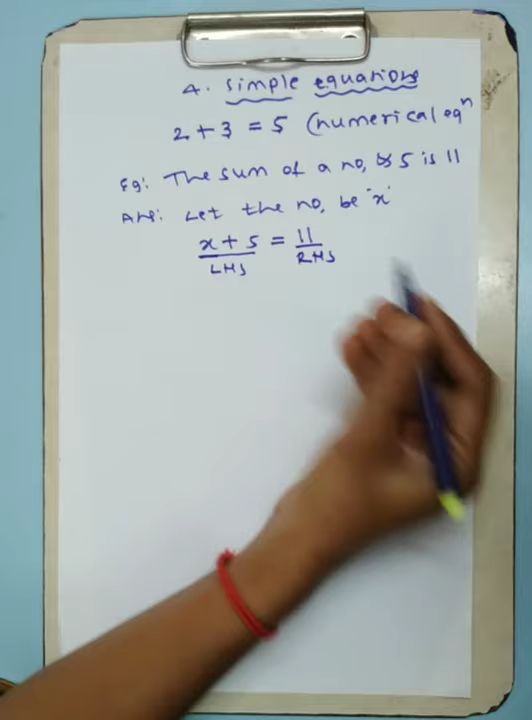 4. simple equations
2 + 3 = 5 (numerical eqⁿ
Eg: The sum of a no, & 5 is 11
Ans: Let the no, be 'x'
x + 5 = 11
LHS RHS